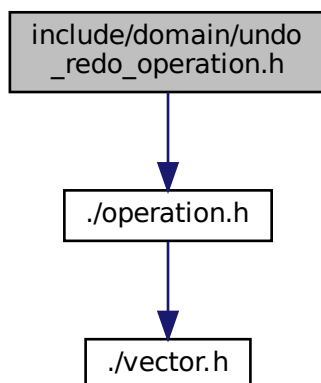 include/domain/undo
_redo_operation.h
./operation.h
./vector.h